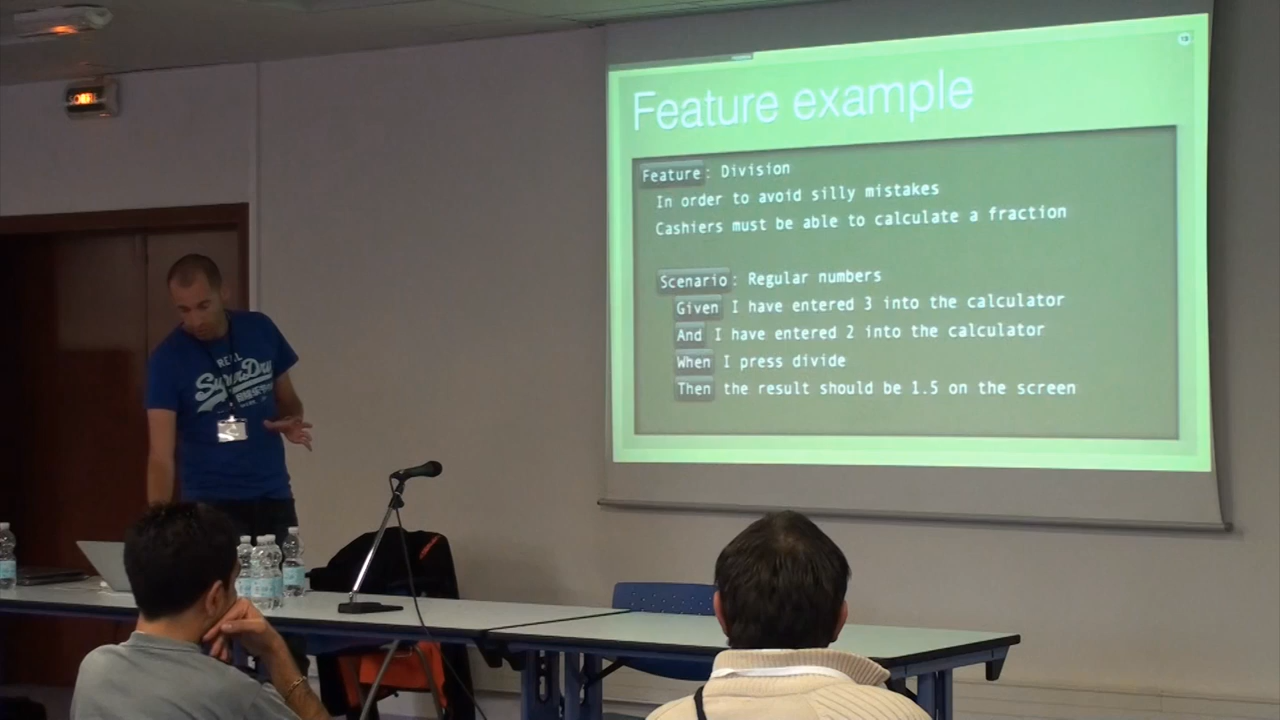 Feature example
Feature: Division
In order to avoid silly mistakes
Cashiers must be able to calculate a fraction
Scenario: Regular numbers
Given I have entered 3 into the calculator
And I have entered 2 into the calculator
When I press divide
Then the result should be 1.5 on the screen
REAL
SuperDry